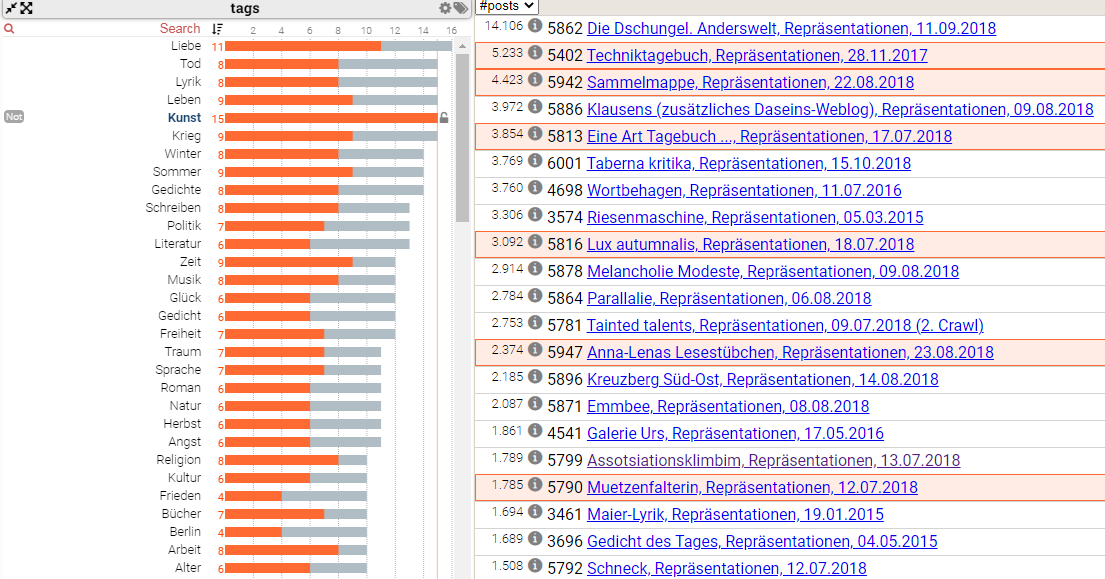 tags
Search
2 4 6 8 10 12 14 16
Liebe 11
Tod 8
Lyrik 8
Leben 9
Not
Kunst 15
Krieg 9
Winter 8
Sommer 9
Gedichte 8
Schreiben 8
Politik 7
Literatur 6
Zeit 9
Musik 8
Glück 6
Gedicht 6
Freiheit 7
Traum 7
Sprache 7
Roman 6
Natur 6
Herbst 6
Angst 6
Religion 8
Kultur 6
Frieden 4
Bücher 7
Berlin 4
Arbeit 8
Alter 6
#posts
14.106 5862 Die Dschungel. Anderswelt, Repräsentationen, 11.09.2018
5.233 5402 Techniktagebuch, Repräsentationen, 28.11.2017
4.423 5942 Sammelmappe, Repräsentationen, 22.08.2018
3.972 5886 Klausens (zusätzliches Daseins-Weblog), Repräsentationen, 09.08.2018
3.854 5813 Eine Art Tagebuch ..., Repräsentationen, 17.07.2018
3.769 6001 Taberna kritika, Repräsentationen, 15.10.2018
3.760 4698 Wortbehagen, Repräsentationen, 11.07.2016
3.306 3574 Riesenmaschine, Repräsentationen, 05.03.2015
3.092 5816 Lux autumnalis, Repräsentationen, 18.07.2018
2.914 5878 Melancholie Modeste, Repräsentationen, 09.08.2018
2.784 5864 Parallalie, Repräsentationen, 06.08.2018
2.753 5781 Tainted talents, Repräsentationen, 09.07.2018 (2. Crawl)
2.374 5947 Anna-Lenas Lesestübchen, Repräsentationen, 23.08.2018
2.185 5896 Kreuzberg Süd-Ost, Repräsentationen, 14.08.2018
2.087 5871 Emmbee, Repräsentationen, 08.08.2018
1.861 4541 Galerie Urs, Repräsentationen, 17.05.2016
1.789 5799 Assotsiationsklimbim, Repräsentationen, 13.07.2018
1.785 5790 Muetzenfalterin, Repräsentationen, 12.07.2018
1.694 3461 Maier-Lyrik, Repräsentationen, 19.01.2015
1.689 3696 Gedicht des Tages, Repräsentationen, 04.05.2015
1.508 5792 Schneck, Repräsentationen, 12.07.2018